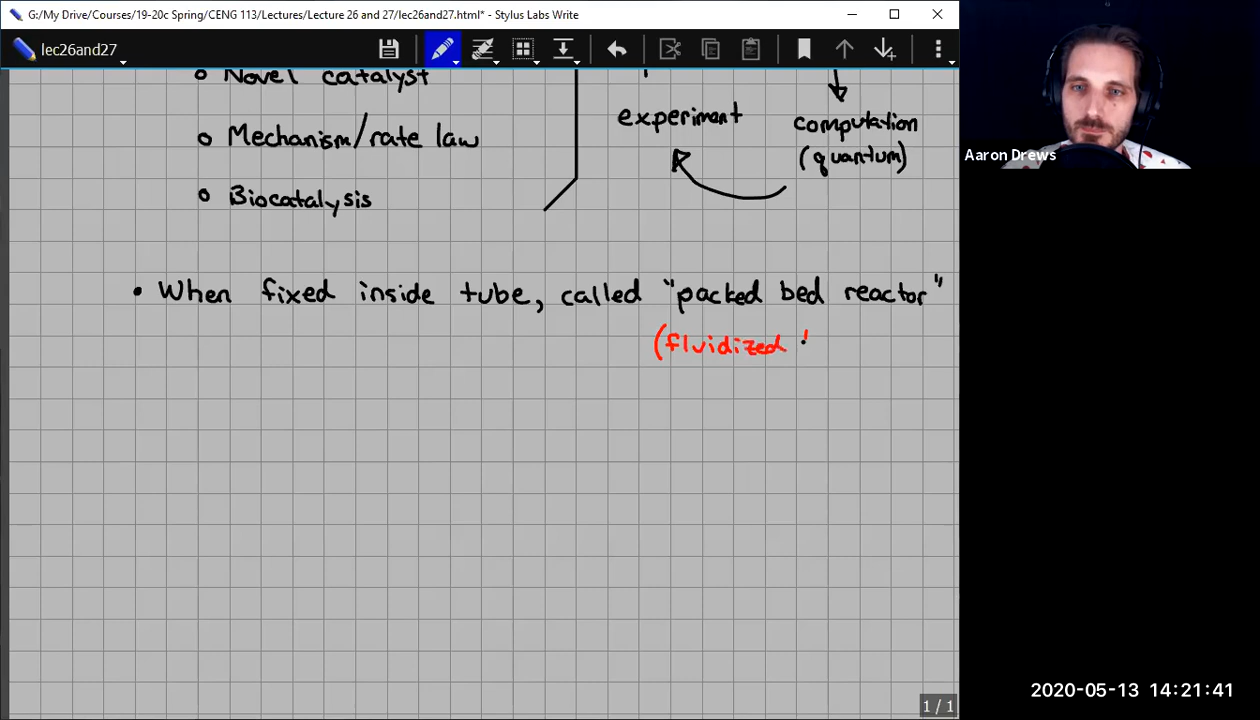 G:/My Drive/Courses/19-20c Spring/CENG 113/Lectures/Lecture 26 and 27/lec26and27.html* - Stylus Labs Write
lec26and27
Novel catalyst
Mechanism/rate law
Biocatalysis
experiment
computation
(quantum)
• When fixed inside tube, called "packed bed reactor"
(fluidized
Aaron Drews
1 / 1
2020-05-13 14:21:41